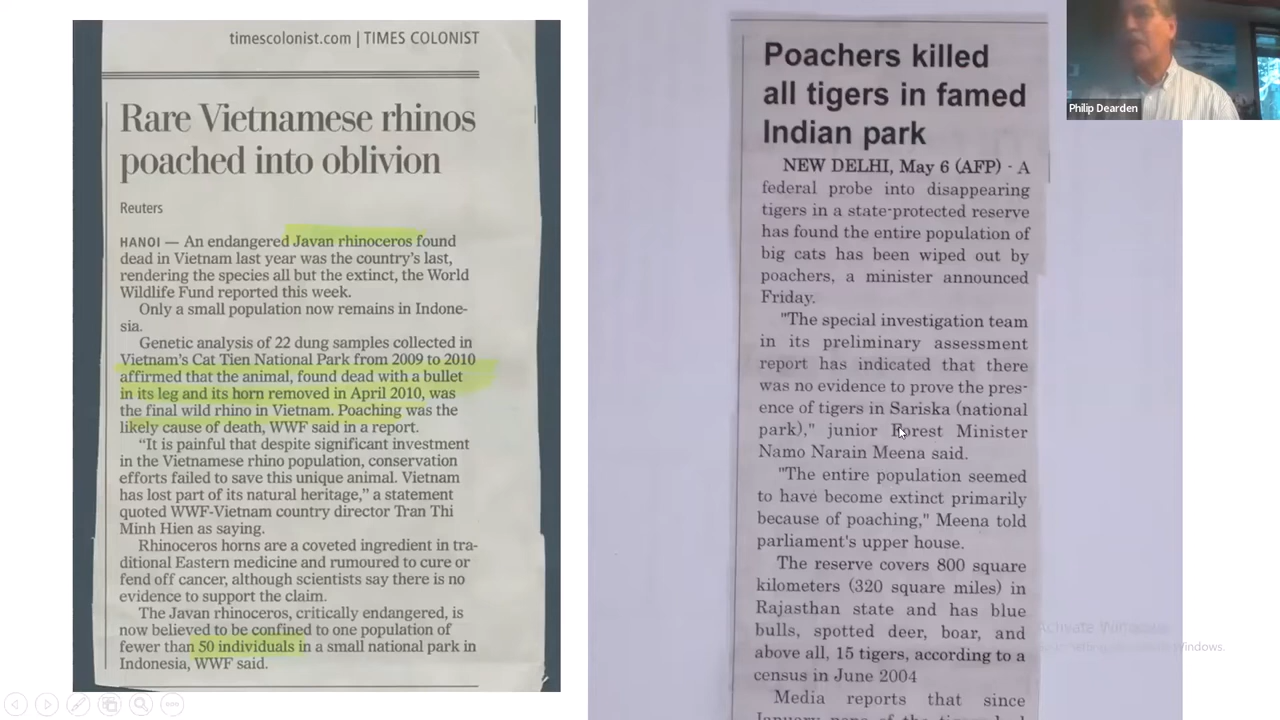 timescolonist.com | TIMES COLONIST
Rare Vietnamese rhinos
poached into oblivion
Reuters
HANOI — An endangered Javan rhinoceros found
dead in Vietnam last year was the country's last,
rendering the species all but the extinct, the World
Wildlife Fund reported this week.
Only a small population now remains in Indone-
sia.
Genetic analysis of 22 dung samples collected in
Vietnam's Cat Tien National Park from 2009 to 2010
affirmed that the animal, found dead with a bullet
in its leg and its horn removed in April 2010, was
the final wild rhino in Vietnam. Poaching was the
likely cause of death, WWF said in a report.
“It is painful that despite significant investment
in the Vietnamese rhino population, conservation
efforts failed to save this unique animal. Vietnam
has lost part of its natural heritage,” a statement
quoted WWF-Vietnam country director Tran Thi
Minh Hien as saying.
Rhinoceros horns are a coveted ingredient in tra-
ditional Eastern medicine and rumoured to cure or
fend off cancer, although scientists say there is no
evidence to support the claim.
The Javan rhinoceros, critically endangered, is
now believed to be confined to one population of
fewer than 50 individuals in a small national park in
Indonesia, WWF said.
Poachers killed
all tigers in famed
Indian park
NEW DELHI, May 6 (AFP) - A
federal probe into disappearing
tigers in a state-protected reserve
has found the entire population of
big cats has been wiped out by
poachers, a minister announced
Friday.
"The special investigation team
in its preliminary assessment
report has indicated that there
was no evidence to prove the pres-
ence of tigers in Sariska (national
park)," junior Forest Minister
Namo Narain Meena said.
"The entire population seemed
to have become extinct primarily
because of poaching," Meena told
parliament's upper house.
The reserve covers 800 square
kilometers (320 square miles) in
Rajasthan state and has blue
bulls, spotted deer, boar, and
above all, 15 tigers, according to a
census in June 2004
Media reports that since
Philip Dearden
Activate Windows
Windows.